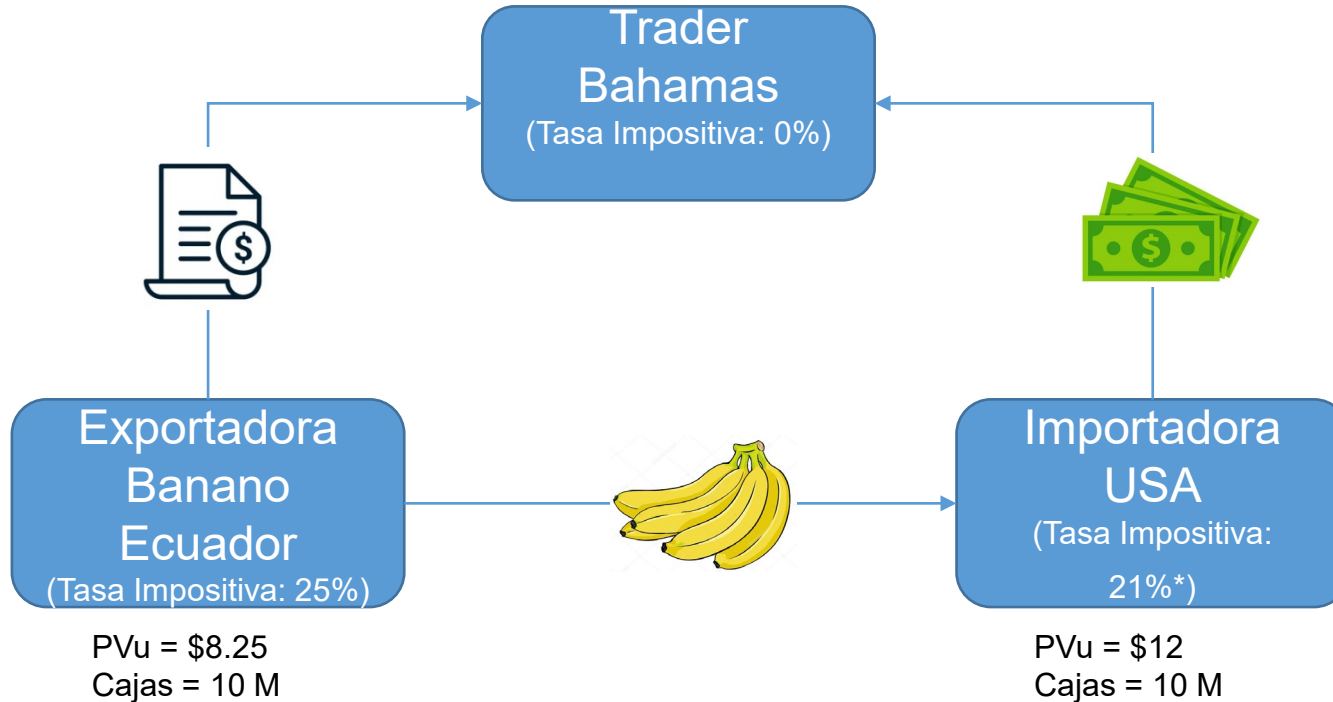 Trader
Bahamas
(Tasa Impositiva: 0%)
$
$
Exportadora
Banano
Ecuador
(Tasa Impositiva: 25%)
Importadora
USA
(Tasa Impositiva:
21%*)
PVu = $8.25
Cajas = 10 M
PVu = $12
Cajas = 10 M